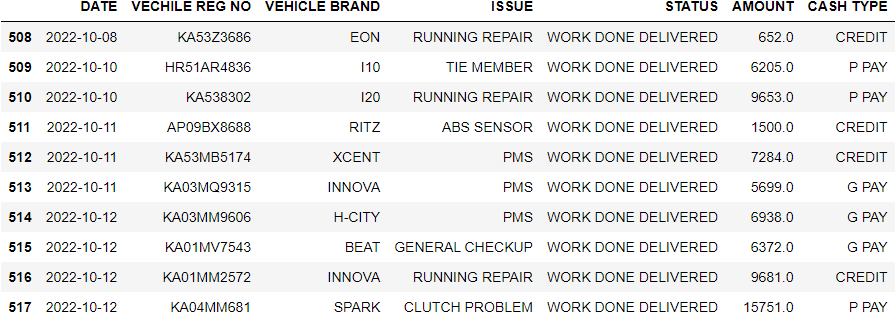 DATE VECHILE REG NO VEHICLE BRAND ISSUE STATUS AMOUNT CASH TYPE
508 2022-10-08 KA53Z3686 EON RUNNING REPAIR WORK DONE DELIVERED 652.0 CREDIT
509 2022-10-10 HR51AR4836 I10 TIE MEMBER WORK DONE DELIVERED 6205.0 P PAY
510 2022-10-10 KA538302 I20 RUNNING REPAIR WORK DONE DELIVERED 9653.0 P PAY
511 2022-10-11 AP09BX8688 RITZ ABS SENSOR WORK DONE DELIVERED 1500.0 CREDIT
512 2022-10-11 KA53MB5174 XCENT PMS WORK DONE DELIVERED 7284.0 CREDIT
513 2022-10-11 KA03MQ9315 INNOVA PMS WORK DONE DELIVERED 5699.0 G PAY
514 2022-10-12 KA03MM9606 H-CITY PMS WORK DONE DELIVERED 6938.0 G PAY
515 2022-10-12 KA01MV7543 BEAT GENERAL CHECKUP WORK DONE DELIVERED 6372.0 G PAY
516 2022-10-12 KA01MM2572 INNOVA RUNNING REPAIR WORK DONE DELIVERED 9681.0 CREDIT
517 2022-10-12 KA04MM681 SPARK CLUTCH PROBLEM WORK DONE DELIVERED 15751.0 P PAY